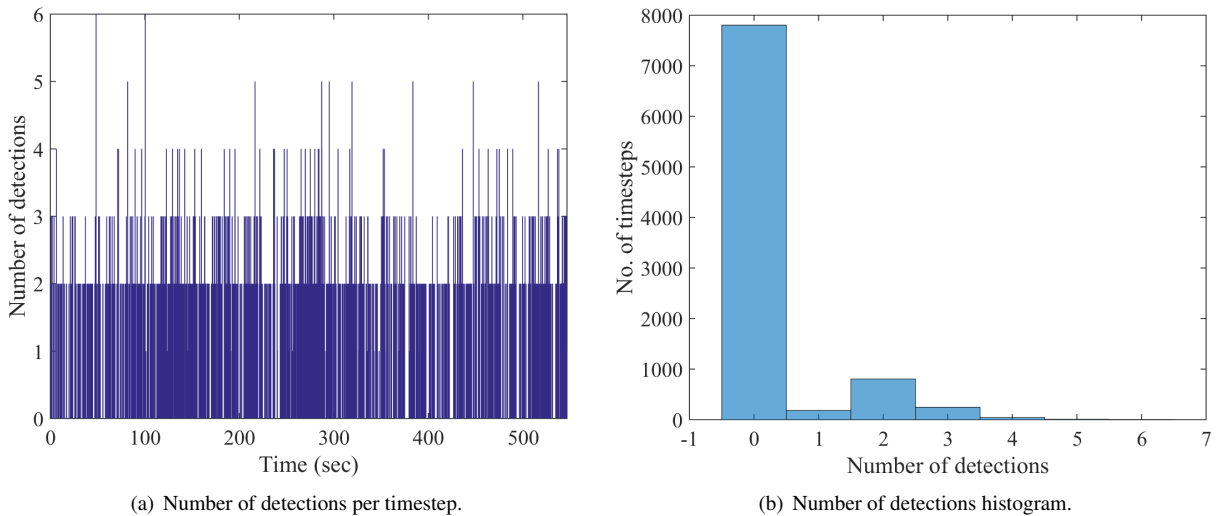 6
5
4
3
2
1
0
Number of detections
0 100 200 300 400 500
Time (sec)
(a) Number of detections per timestep.
8000
7000
6000
5000
4000
3000
2000
1000
0
No. of timesteps
-1 0 1 2 3 4 5 6 7
Number of detections
(b) Number of detections histogram.